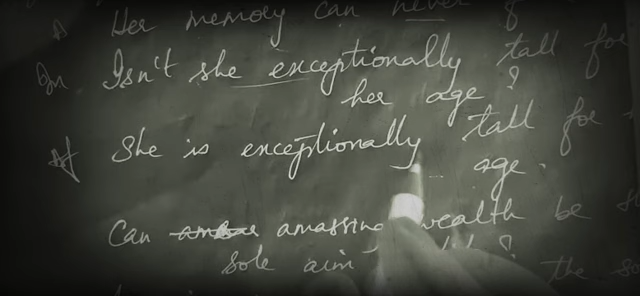 Her memory can never
Isn't she exceptionally tall for
her age?
She is exceptionally tall for
age.
Can amassing wealth be
sole aim ?
the